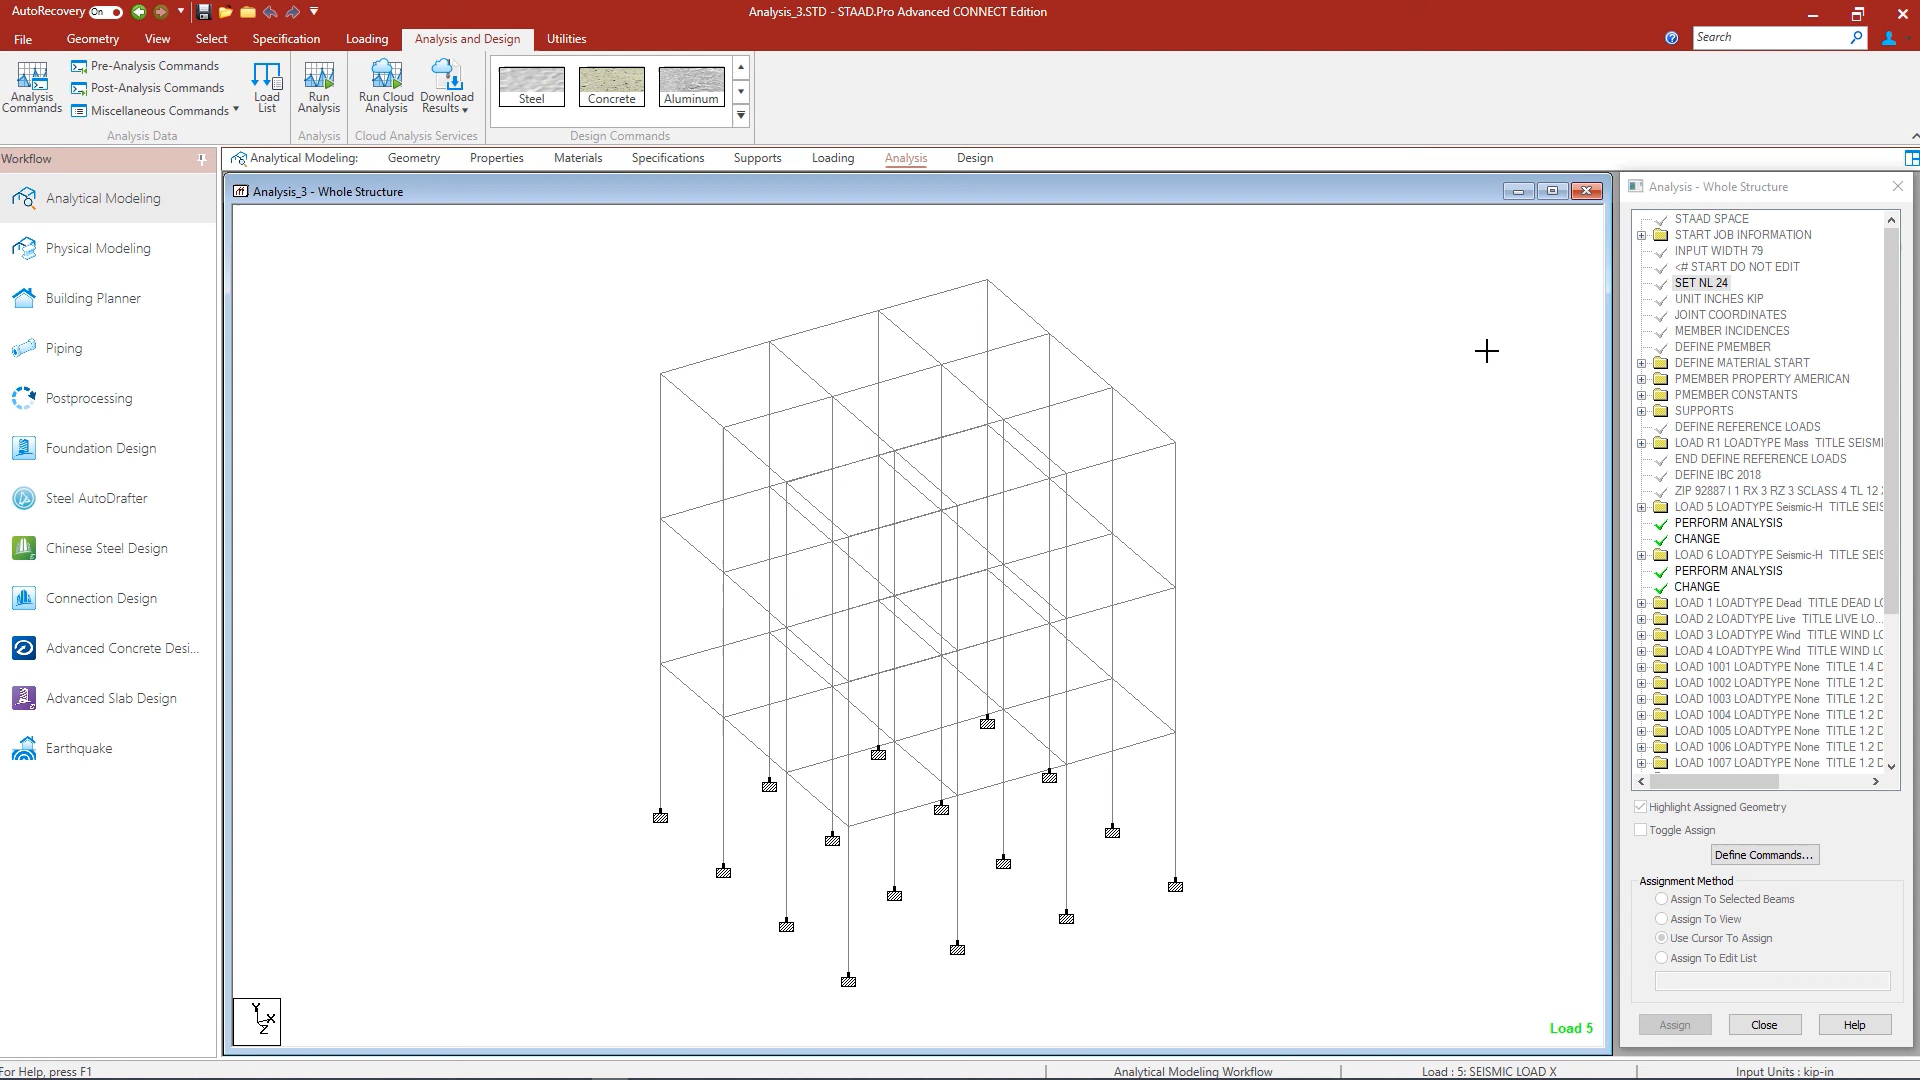 AutoRecovery On
Analysis_3.STD - STAAD.Pro Advanced CONNECT Edition
File Geometry View Select Specification Loading Analysis and Design Utilities
Search
Analysis Commands
Pre-Analysis Commands
Post-Analysis Commands
Miscellaneous Commands
Load List
Run Analysis
Run Cloud Analysis
Download Results
Steel
Concrete
Aluminum
Analysis Data
Analysis
Cloud Analysis Services
Design Commands
Workflow
Analytical Modeling: Geometry Properties Materials Specifications Supports Loading Analysis Design
Analytical Modeling
Physical Modeling
Building Planner
Piping
Postprocessing
Foundation Design
Steel AutoDrafter
Chinese Steel Design
Connection Design
Advanced Concrete Desi...
Advanced Slab Design
Earthquake
Analysis_3 - Whole Structure
Y
X
Z
Load 5
Analysis - Whole Structure
STAAD SPACE
START JOB INFORMATION
INPUT WIDTH 79
<# START DO NOT EDIT
SET NL 24
UNIT INCHES KIP
JOINT COORDINATES
MEMBER INCIDENCES
DEFINE PMEMBER
DEFINE MATERIAL START
PMEMBER PROPERTY AMERICAN
PMEMBER CONSTANTS
SUPPORTS
DEFINE REFERENCE LOADS
LOAD R1 LOADTYPE Mass TITLE SEISMI
END DEFINE REFERENCE LOADS
DEFINE IBC 2018
ZIP 92887 I 1 RX 3 RZ 3 SCLASS 4 TL 12
LOAD 5 LOADTYPE Seismic-H TITLE SEIS
PERFORM ANALYSIS
CHANGE
LOAD 6 LOADTYPE Seismic-H TITLE SEIS
PERFORM ANALYSIS
CHANGE
LOAD 1 LOADTYPE Dead TITLE DEAD LC
LOAD 2 LOADTYPE Live TITLE LIVE LO...
LOAD 3 LOADTYPE Wind TITLE WIND LC
LOAD 4 LOADTYPE Wind TITLE WIND LC
LOAD 1001 LOADTYPE None TITLE 1.4 D
LOAD 1002 LOADTYPE None TITLE 1.2 D
LOAD 1003 LOADTYPE None TITLE 1.2 D
LOAD 1004 LOADTYPE None TITLE 1.2 D
LOAD 1005 LOADTYPE None TITLE 1.2 D
LOAD 1006 LOADTYPE None TITLE 1.2 D
LOAD 1007 LOADTYPE None TITLE 1.2 D
Highlight Assigned Geometry
Toggle Assign
Define Commands...
Assignment Method
Assign To Selected Beams
Assign To View
Use Cursor To Assign
Assign To Edit List
Assign Close Help
For Help, press F1
Analytical Modeling Workflow
Load : 5: SEISMIC LOAD X
Input Units : kip-in